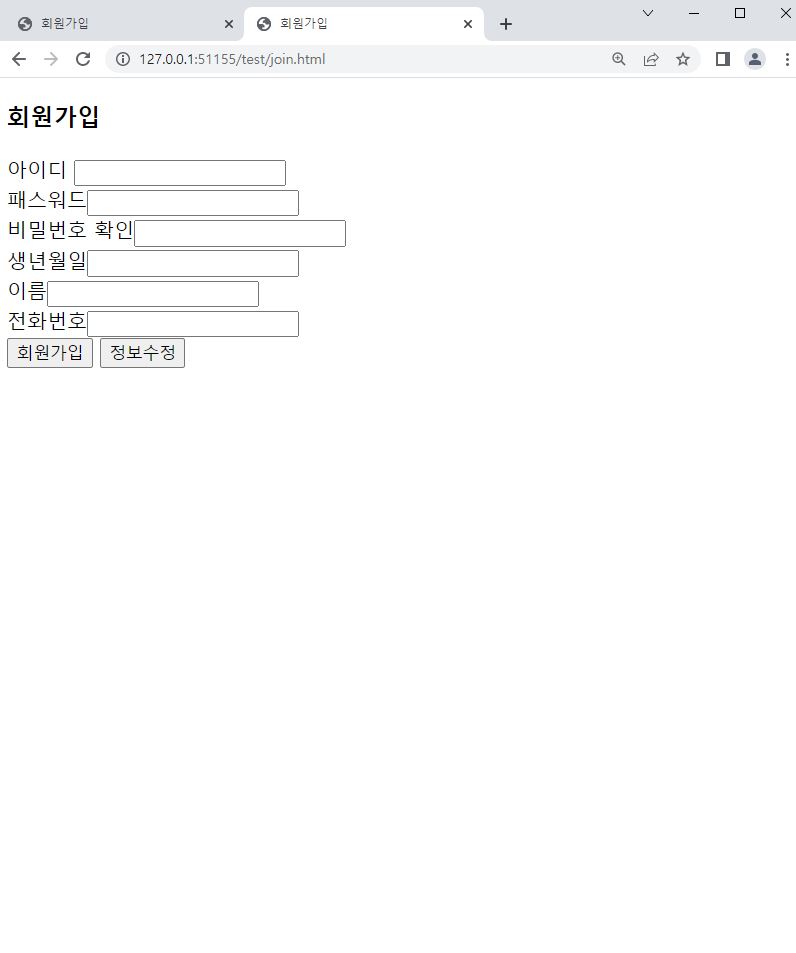 회원가입
회원가입
127.0.0.1:51155/test/join.html
회원가입
아이디
패스워드
비밀번호 확인
생년월일
이름
전화번호
회원가입 정보수정